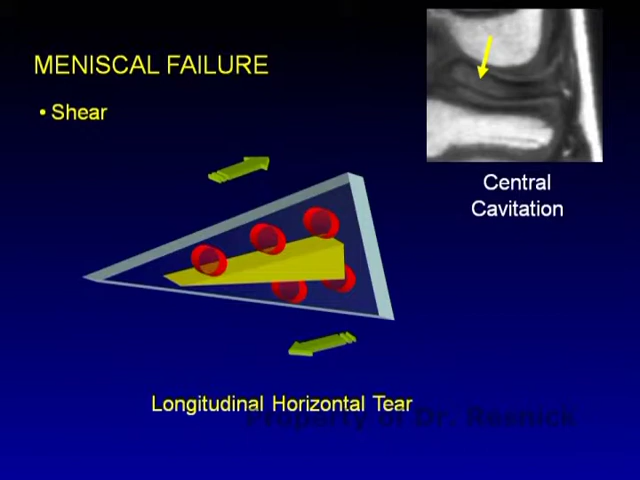 MENISCAL FAILURE
• Shear
Central
Cavitation
Longitudinal Horizontal Tear
Property of Dr. Resnick